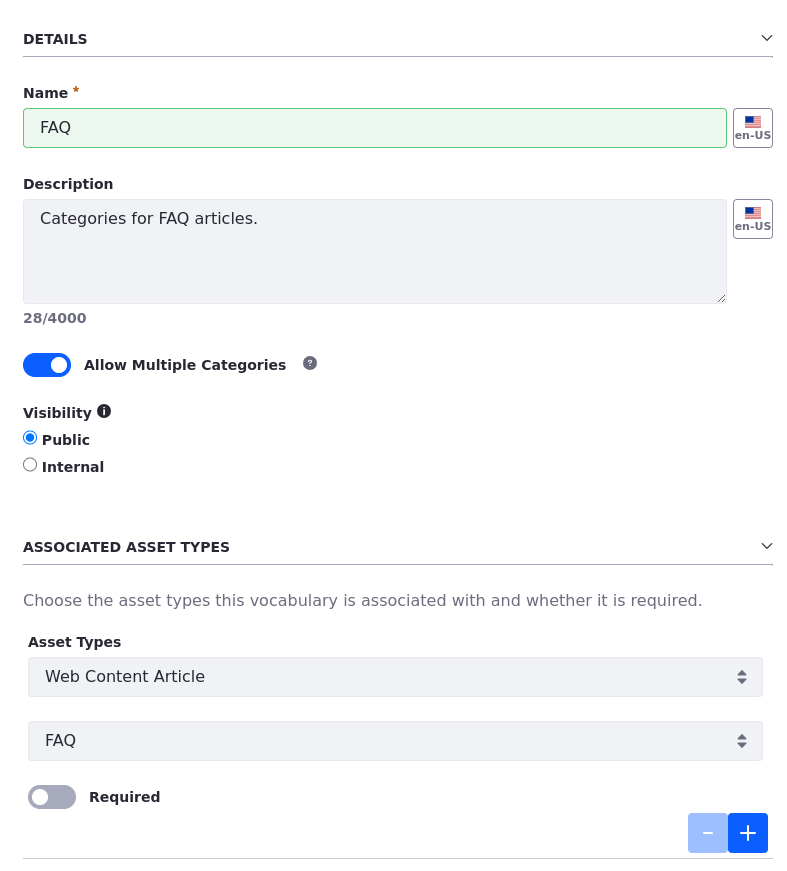 DETAILS
Name *
FAQ
en-US
Description
Categories for FAQ articles.
en-US
28/4000
Allow Multiple Categories ?
Visibility i
Public
Internal
ASSOCIATED ASSET TYPES
Choose the asset types this vocabulary is associated with and whether it is required.
Asset Types
Web Content Article
FAQ
Required
- +